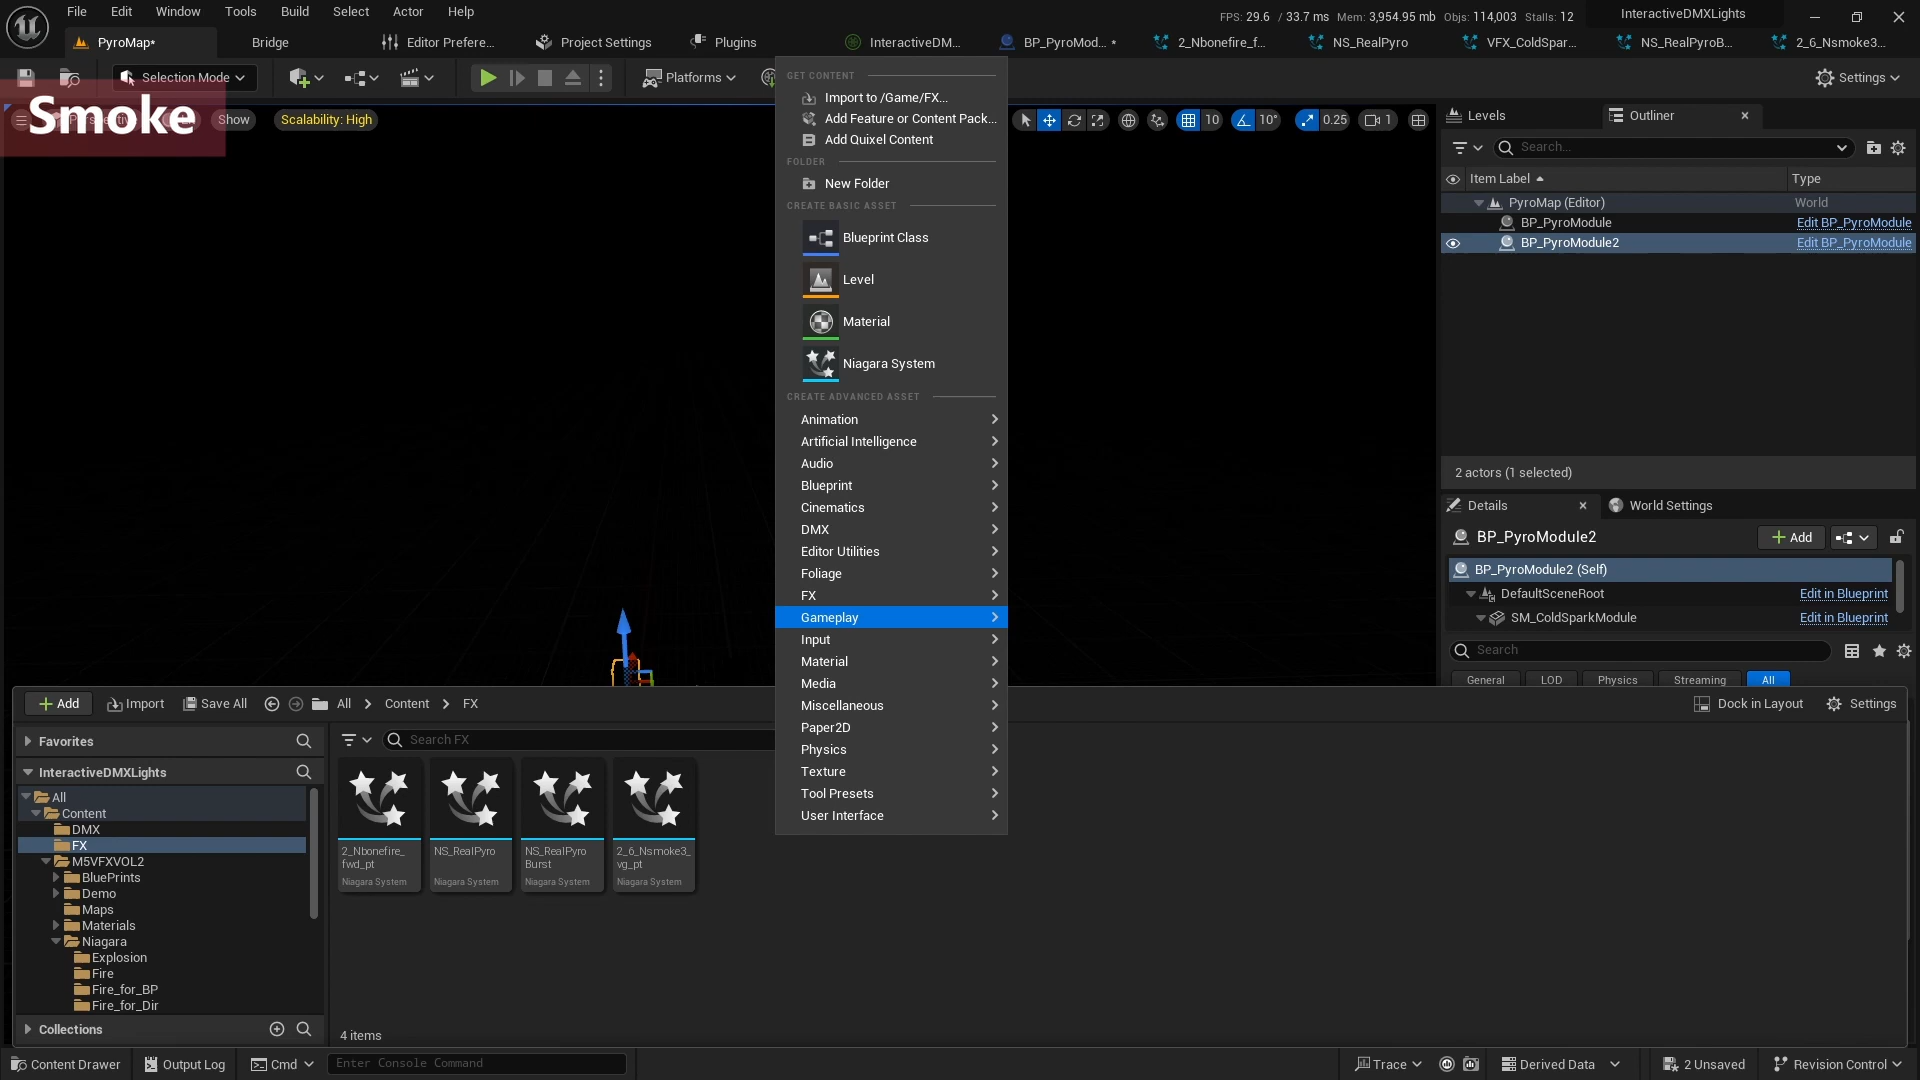 File Edit Window Tools Build Select Actor Help
FPS: 29.6 / 33.7 ms Mem: 3,954.95 mb Objs: 114,003 Stalls: 12
InteractiveDMXLights
PyroMap*
Bridge
Editor Prefere...
Project Settings
Plugins
InteractiveDM...
BP_PyroMod... *
2_Nbonefire_f...
NS_RealPyro
VFX_ColdSpar...
NS_RealPyroB...
2_6_Nsmoke3...
Selection Mode
Platforms
Settings
Smoke
Show
Scalability: High
10
10°
0.25
1
GET CONTENT
Import to /Game/FX...
Add Feature or Content Pack...
Add Quixel Content
FOLDER
New Folder
CREATE BASIC ASSET
Blueprint Class
Level
Material
Niagara System
CREATE ADVANCED ASSET
Animation
Artificial Intelligence
Audio
Blueprint
Cinematics
DMX
Editor Utilities
Foliage
FX
Gameplay
Input
Material
Media
Miscellaneous
Paper2D
Physics
Texture
Tool Presets
User Interface
Levels
Outliner
Search...
Item Label
Type
PyroMap (Editor)
World
BP_PyroModule
Edit BP_PyroModule
BP_PyroModule2
Edit BP_PyroModule
2 actors (1 selected)
Details
World Settings
BP_PyroModule2
Add
BP_PyroModule2 (Self)
DefaultSceneRoot
Edit in Blueprint
SM_ColdSparkModule
Edit in Blueprint
Search
General
LOD
Physics
Streaming
All
Add
Import
Save All
All
Content
FX
Dock in Layout
Settings
Favorites
InteractiveDMXLights
All
Content
DMX
FX
M5VFXVOL2
BluePrints
Demo
Maps
Materials
Niagara
Explosion
Fire
Fire_for_BP
Fire_for_Dir
Collections
Search FX
2_Nbonefire_
fwd_pt
Niagara System
NS_RealPyro
Niagara System
NS_RealPyro
Burst
Niagara System
2_6_Nsmoke3_
vg_pt
Niagara System
4 items
Content Drawer
Output Log
Cmd
Enter Console Command
Trace
Derived Data
2 Unsaved
Revision Control